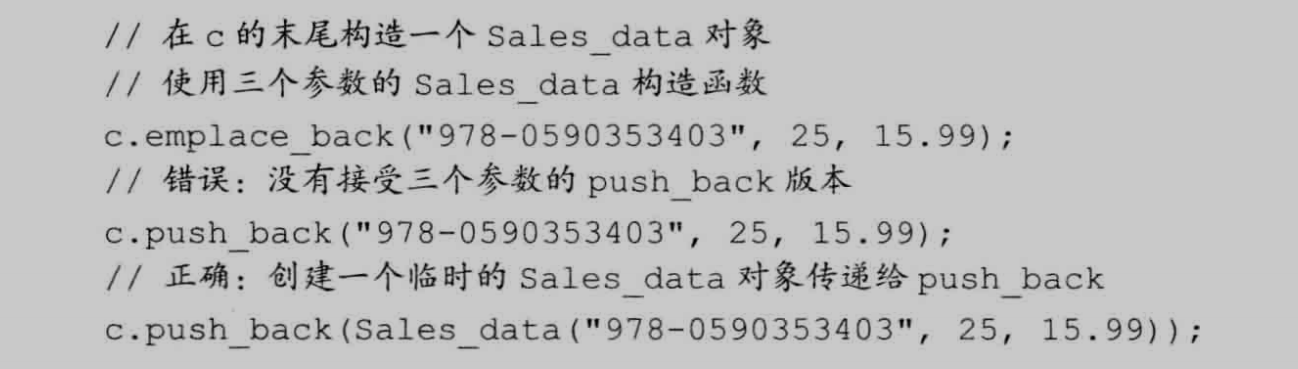 // 在c的末尾构造一个 Sales_data 对象
// 使用三个参数的 Sales_data 构造函数
c.emplace_back("978-0590353403", 25, 15.99);
// 错误：没有接受三个参数的 push_back 版本
c.push_back("978-0590353403", 25, 15.99);
// 正确：创建一个临时的 Sales_data 对象传递给 push_back
c.push_back(Sales_data("978-0590353403", 25, 15.99));